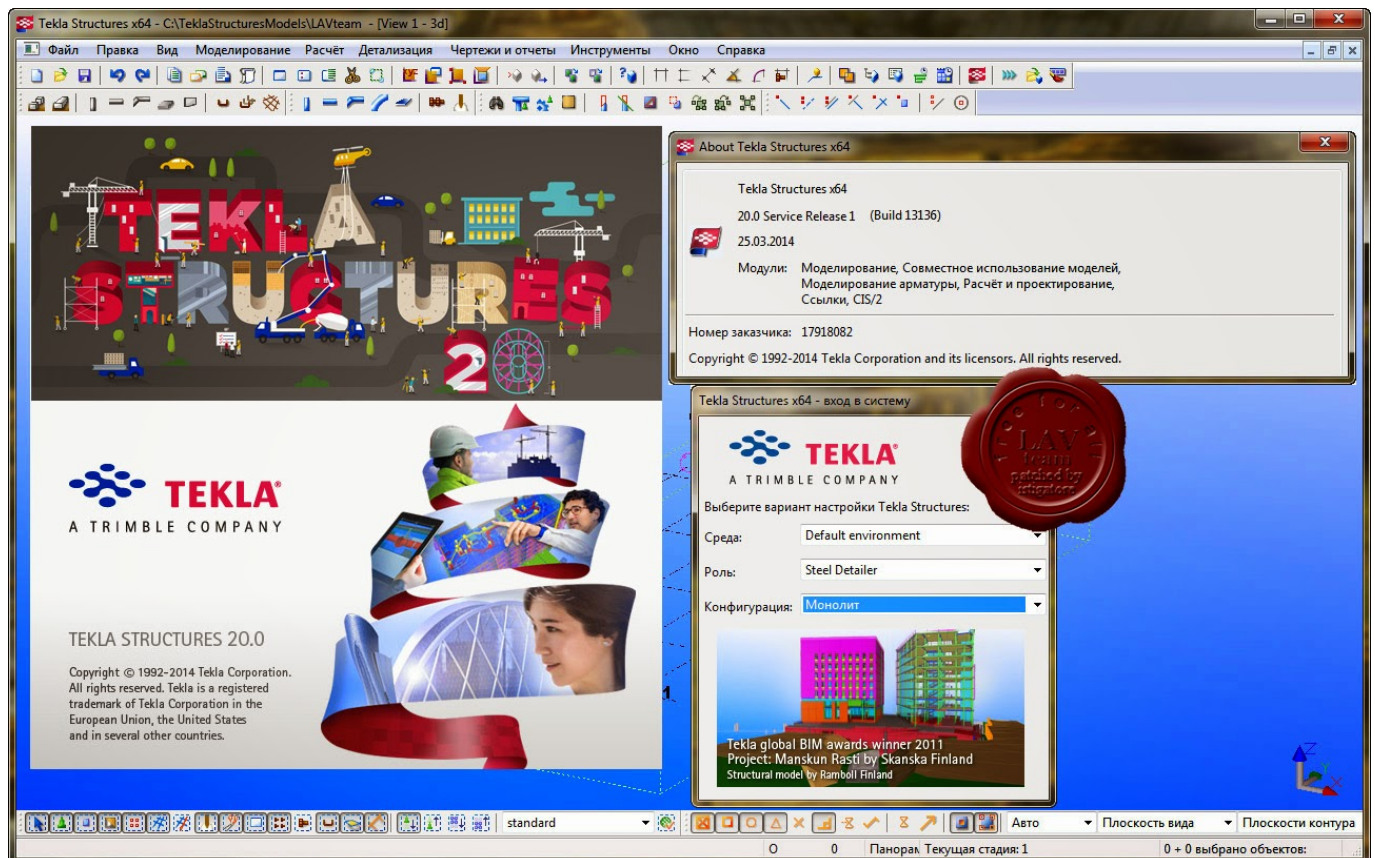 Tekla Structures x64 - C:\TeklaStructuresModels\LAVteam - [View 1 - 3d]
Файл Правка Вид Моделирование Расчёт Детализация Чертежи и отчеты Инструменты Окно Справка
TEKLA
STRUCTURES
20
TEKLA®
A TRIMBLE COMPANY
TEKLA STRUCTURES 20.0
Copyright © 1992-2014 Tekla Corporation.
All rights reserved. Tekla is a registered
trademark of Tekla Corporation in the
European Union, the United States
and in several other countries.
About Tekla Structures x64
Tekla Structures x64
20.0 Service Release 1 (Build 13136)
25.03.2014
Модули: Моделирование, Совместное использование моделей,
Моделирование арматуры, Расчёт и проектирование,
Ссылки, CIS/2
Номер заказчика: 17918082
Copyright © 1992-2014 Tekla Corporation and its licensors. All rights reserved.
Tekla Structures x64 - вход в систему
free for all
LAV
team
patched by
TEKLA®
A TRIMBLE COMPANY
Выберите вариант настройки Tekla Structures:
Среда: Default environment
Роль: Steel Detailer
Конфигурация: Монолит
Tekla global BIM awards winner 2011
Project: Manskun Rasti by Skanska Finland
Structural model by Ramboll Finland
1
Z
Y
X
standard
Авто
Плоскость вида
Плоскости контура
О 0 Панорам Текущая стадия: 1 0 + 0 выбрано объектов: